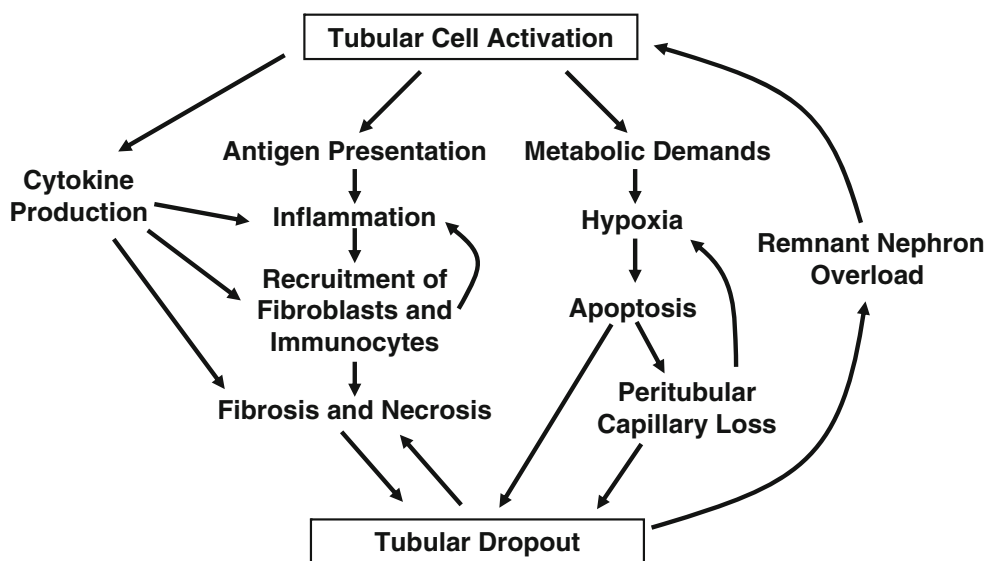 Tubular Cell Activation
Antigen Presentation
Metabolic Demands
Cytokine
Production
Inflammation
Hypoxia
Remnant Nephron
Overload
Recruitment of
Fibroblasts and
Immunocytes
Apoptosis
Peritubular
Capillary Loss
Fibrosis and Necrosis
Tubular Dropout